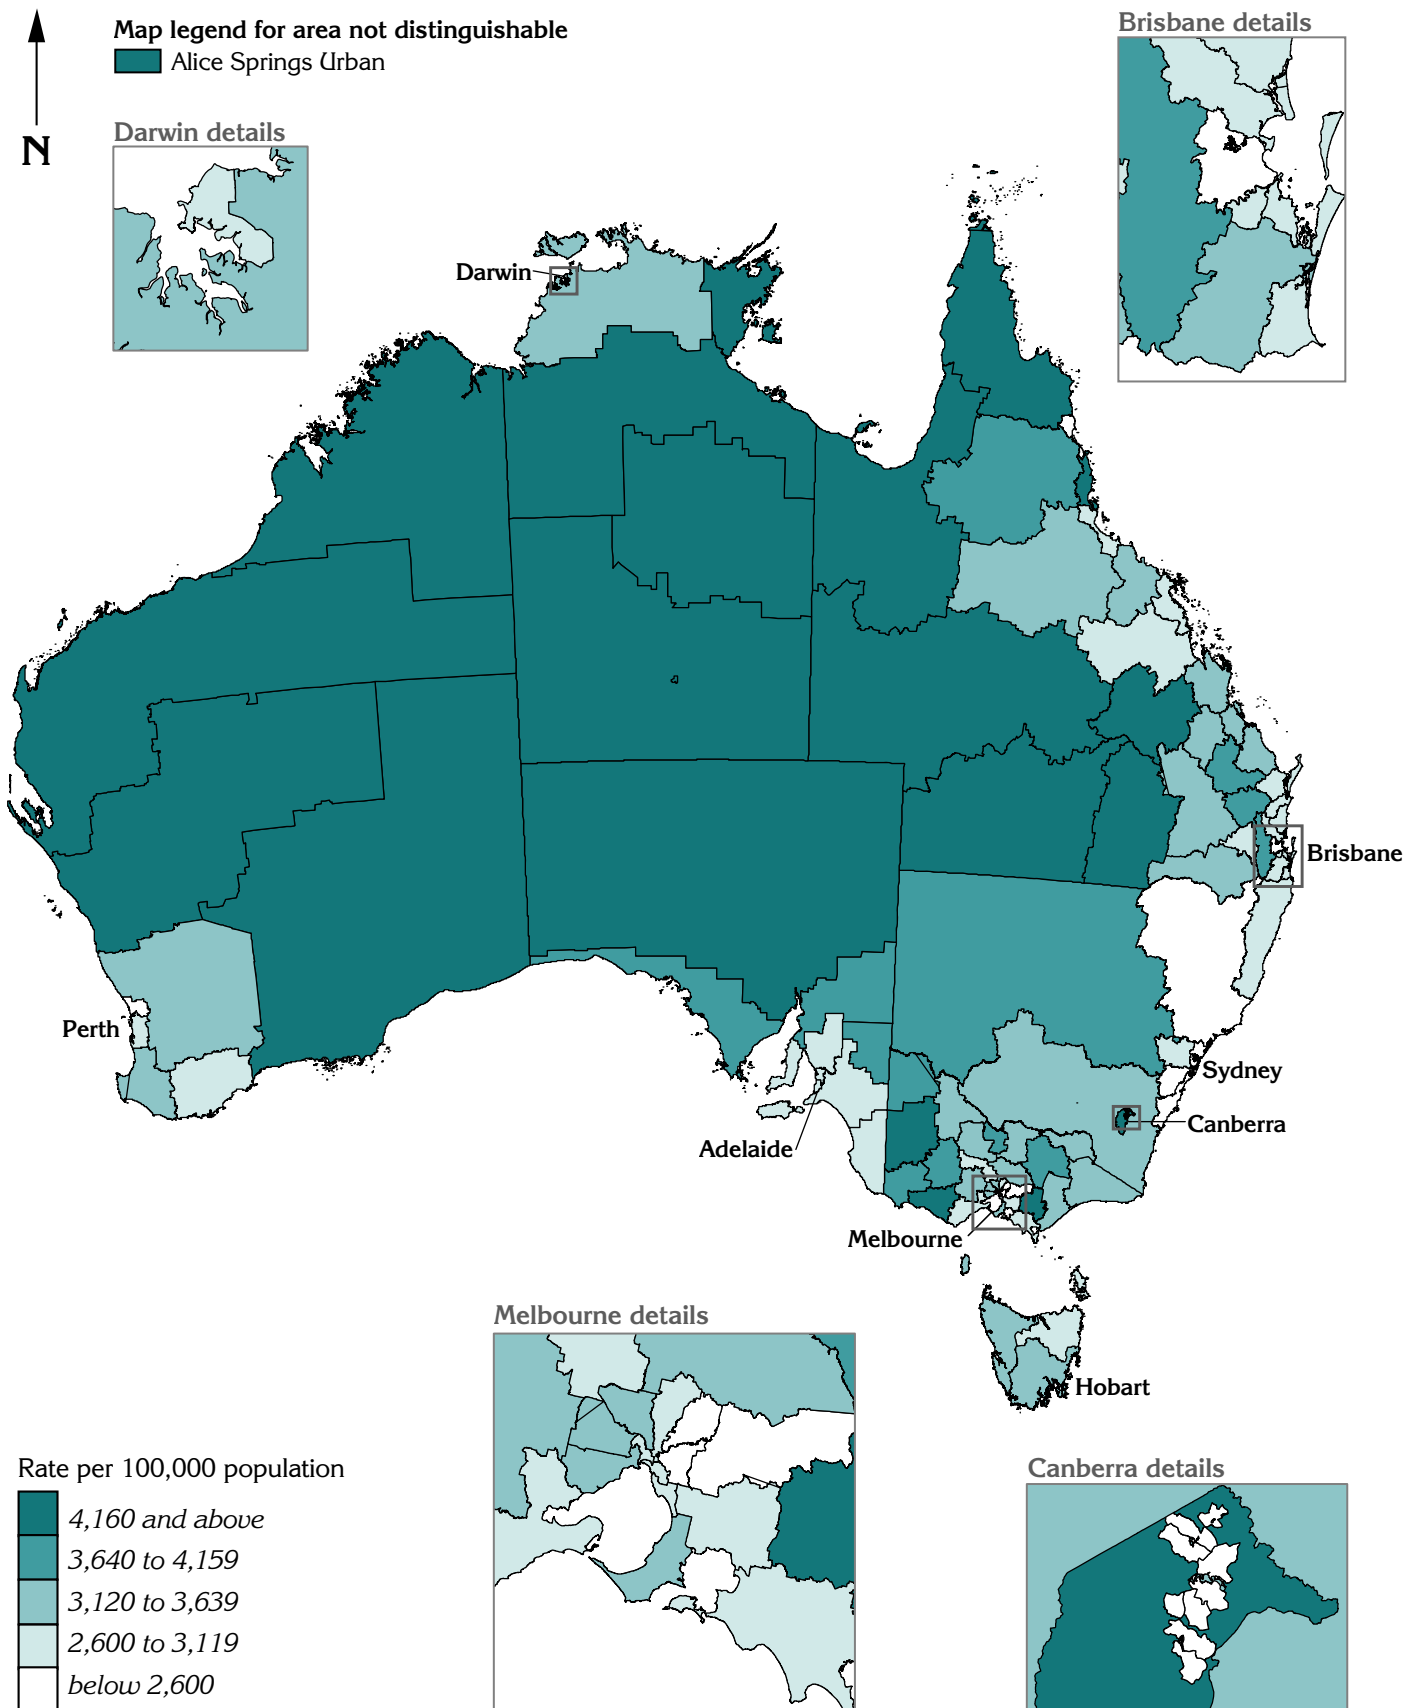 Map legend for area not distinguishable
Alice Springs Urban
N
Darwin details
Brisbane details
Darwin
Brisbane
Perth
Sydney
Canberra
Adelaide
Melbourne
Hobart
Melbourne details
Canberra details
Rate per 100,000 population
4,160 and above
3,640 to 4,159
3,120 to 3,639
2,600 to 3,119
below 2,600